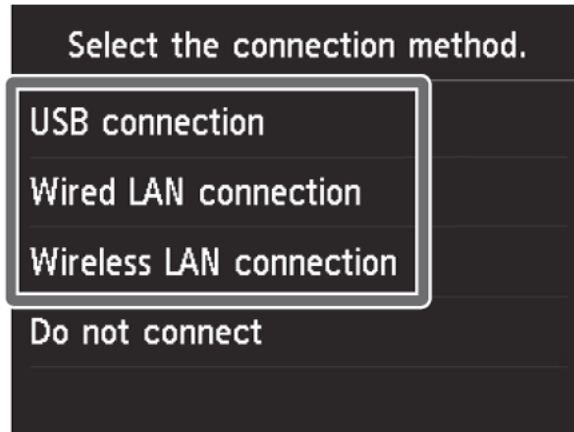 Select the connection method.
USB connection
Wired LAN connection
Wireless LAN connection
Do not connect